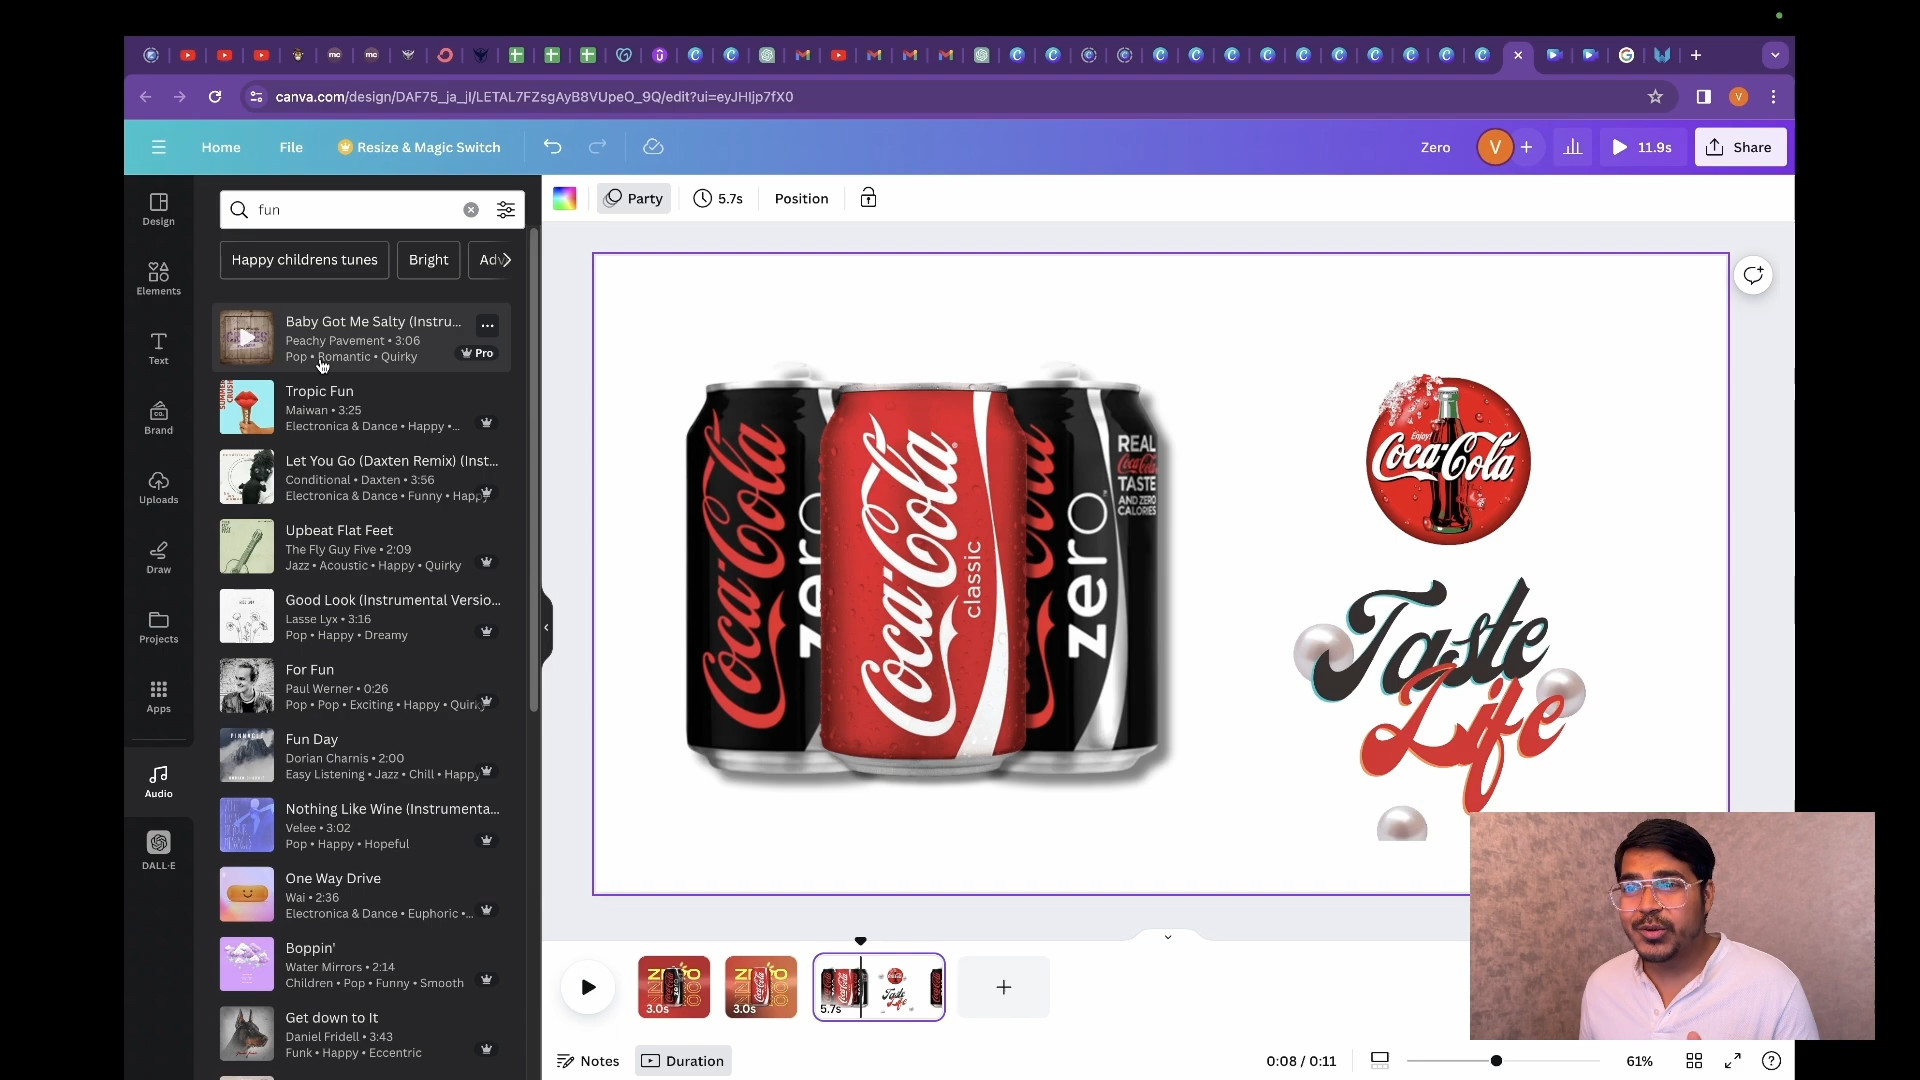 canva.com/design/DAF75_ja_jI/LETAL7FZsgAyB8VUpeO_9Q/edit?ui=eyJHIjp7fX0
V
Home
File
Resize & Magic Switch
Zero
V
11.9s
Share
Design
Elements
Text
Brand
Uploads
Draw
Projects
Apps
Audio
DALL·E
fun
Happy childrens tunes
Bright
Adv
Baby Got Me Salty (Instru...
Peachy Pavement • 3:06
Pop • Romantic • Quirky
Pro
Tropic Fun
Maiwan • 3:25
Electronica & Dance • Happy •...
Let You Go (Daxten Remix) (Inst...
Conditional • Daxten • 3:56
Electronica & Dance • Funny • Happy
Upbeat Flat Feet
The Fly Guy Five • 2:09
Jazz • Acoustic • Happy • Quirky
Good Look (Instrumental Versio...
Lasse Lyx • 3:16
Pop • Happy • Dreamy
For Fun
Paul Werner • 0:26
Pop • Pop • Exciting • Happy • Quirk
Fun Day
Dorian Charnis • 2:00
Easy Listening • Jazz • Chill • Happy
Nothing Like Wine (Instrumenta...
Velee • 3:02
Pop • Happy • Hopeful
One Way Drive
Wai • 2:36
Electronica & Dance • Euphoric •...
Boppin'
Water Mirrors • 2:14
Children • Pop • Funny • Smooth
Get down to It
Daniel Fridell • 3:43
Funk • Happy • Eccentric
Party
5.7s
Position
Coca-Cola
zero
Coca-Cola
classic
zero
REAL
Coca-Cola
TASTE
AND ZERO
CALORIES
Enjoy
Coca-Cola
Taste
Life
3.0s
3.0s
5.7s
Notes
Duration
0:08 / 0:11
61%